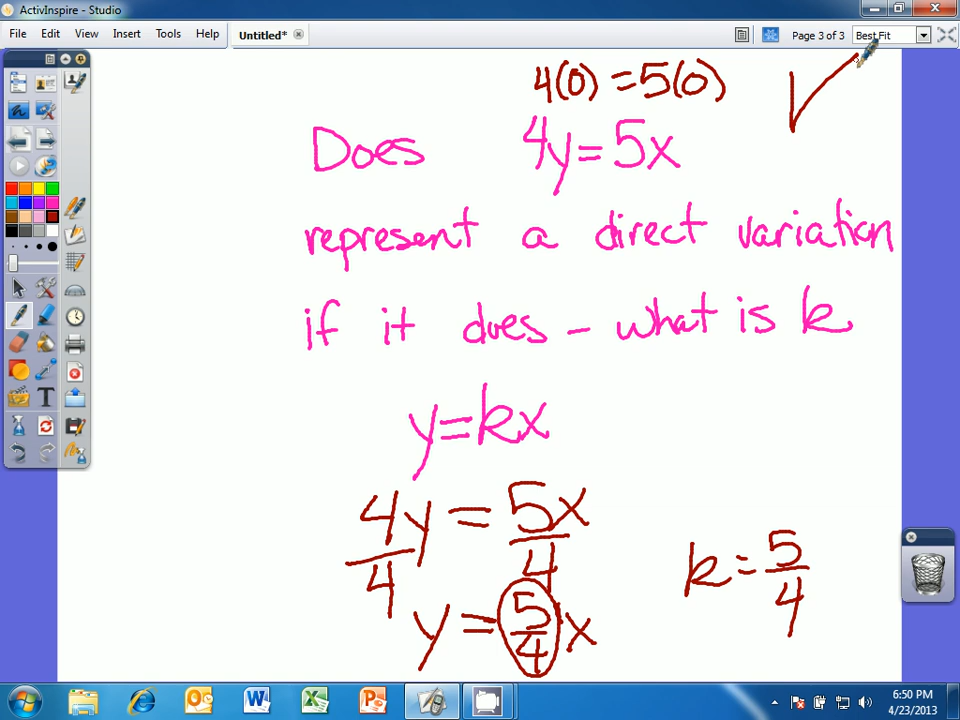 ActivInspire - Studio
File Edit View Insert Tools Help Untitled* Page 3 of 3 Best Fit
4(0) = 5(0)
Does 4y = 5x
represent a direct variation
if it does - what is k
y = kx
4y = 5x
4 4
y = 5/4 x
k = 5/4
6:50 PM
4/23/2013